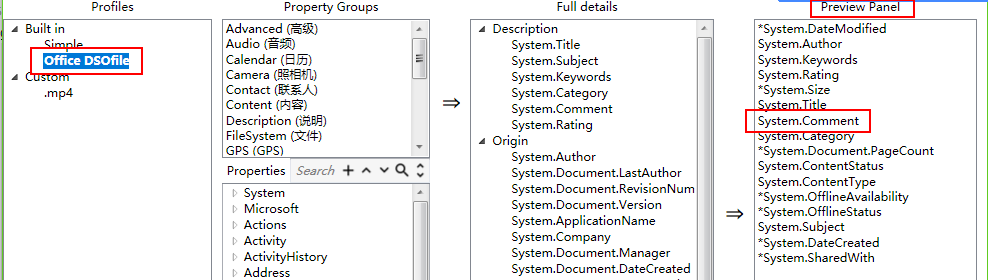 Profiles
Built in
Simple
Office DSOfile
Custom
.mp4
Property Groups
Advanced (高级)
Audio (音频)
Calendar (日历)
Camera (照相机)
Contact (联系人)
Content (内容)
Description (说明)
FileSystem (文件)
GPS (GPS)
Properties
Search
System
Microsoft
Actions
Activity
ActivityHistory
Address
Full details
Description
System.Title
System.Subject
System.Keywords
System.Category
System.Comment
System.Rating
Origin
System.Author
System.Document.LastAuthor
System.Document.RevisionNum
System.Document.Version
System.ApplicationName
System.Company
System.Document.Manager
System.Document.DateCreated
Preview Panel
*System.DateModified
System.Author
System.Keywords
System.Rating
*System.Size
System.Title
System.Comment
System.Category
*System.Document.PageCount
System.ContentStatus
System.ContentType
*System.OfflineAvailability
*System.OfflineStatus
System.Subject
*System.DateCreated
*System.SharedWith